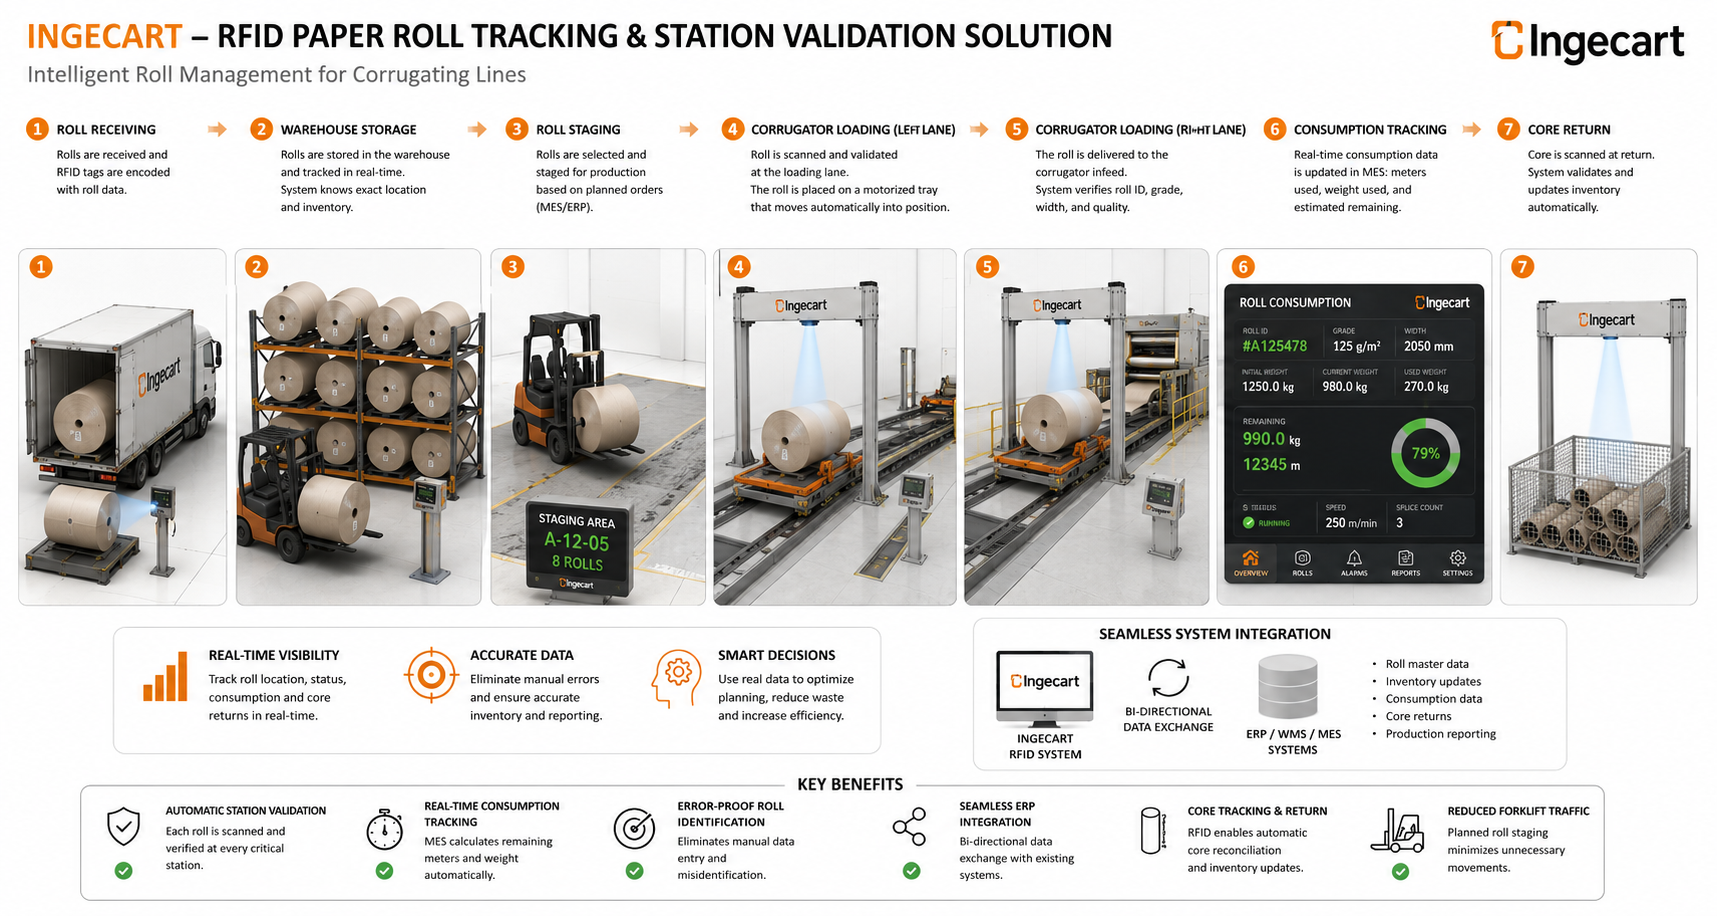 INGECART – RFID PAPER ROLL TRACKING & STATION VALIDATION SOLUTION
Intelligent Roll Management for Corrugating Lines
Ingecart
1 ROLL RECEIVING
Rolls are received and
RFID tags are encoded
with roll data.
2 WAREHOUSE STORAGE
Rolls are stored in the warehouse
and tracked in real-time.
System knows exact location
and inventory.
3 ROLL STAGING
Rolls are selected and
staged for production
based on planned orders
(MES/ERP).
4 CORRUGATOR LOADING (LEFT LANE)
Roll is scanned and validated
at the loading lane.
The roll is placed on a motorized tray
that moves automatically into position.
5 CORRUGATOR LOADING ( LANE)
The roll is delivered to the
corrugator infeed.
System verifies roll ID, grade,
width, and quality.
6 CONSUMPTION TRACKING
Real-time consumption data
is updated in MES: meters
used, weight used, and
estimated remaining.
7 CORE RETURN
Core is scanned at return.
System validates and
updates inventory
automatically.
1
Ingecart
2
3
STAGING AREA
A-12-05
8 ROLLS
Ingecart
4
Ingecart
5
Ingecart
6
ROLL CONSUMPTION
Ingecart
ROLL ID
#A125478
GRADE
125 g/m²
WIDTH
2050 mm
INITIAL WEIGHT
1250.0 kg
CURRENT WEIGHT
980.0 kg
USED WEIGHT
270.0 kg
REMAINING
990.0 kg
12345 m
79%
RUNNING
SPEED
250 m/min
SPLICE COUNT
3
OVERVIEW
ROLLS
ALARMS
REPORTS
SETTINGS
7
Ingecart
REAL-TIME VISIBILITY
Track roll location, status,
consumption and core
returns in real-time.
ACCURATE DATA
Eliminate manual errors
and ensure accurate
inventory and reporting.
SMART DECISIONS
Use real data to optimize
planning, reduce waste
and increase efficiency.
SEAMLESS SYSTEM INTEGRATION
Ingecart
INGECART
RFID SYSTEM
BI-DIRECTIONAL
DATA EXCHANGE
ERP / WMS / MES
SYSTEMS
• Roll master data
• Inventory updates
• Consumption data
• Core returns
• Production reporting
KEY BENEFITS
AUTOMATIC STATION VALIDATION
Each roll is scanned and
verified at every critical
station.
REAL-TIME CONSUMPTION
TRACKING
MES calculates remaining
meters and weight
automatically.
ERROR-PROOF ROLL
IDENTIFICATION
Eliminates manual data
entry and
misidentification.
SEAMLESS ERP
INTEGRATION
Bi-directional data
exchange with existing
systems.
CORE TRACKING & RETURN
RFID enables automatic
core reconciliation
and inventory updates.
REDUCED FORKLIFT TRAFFIC
Planned roll staging
minimizes unnecessary
movements.